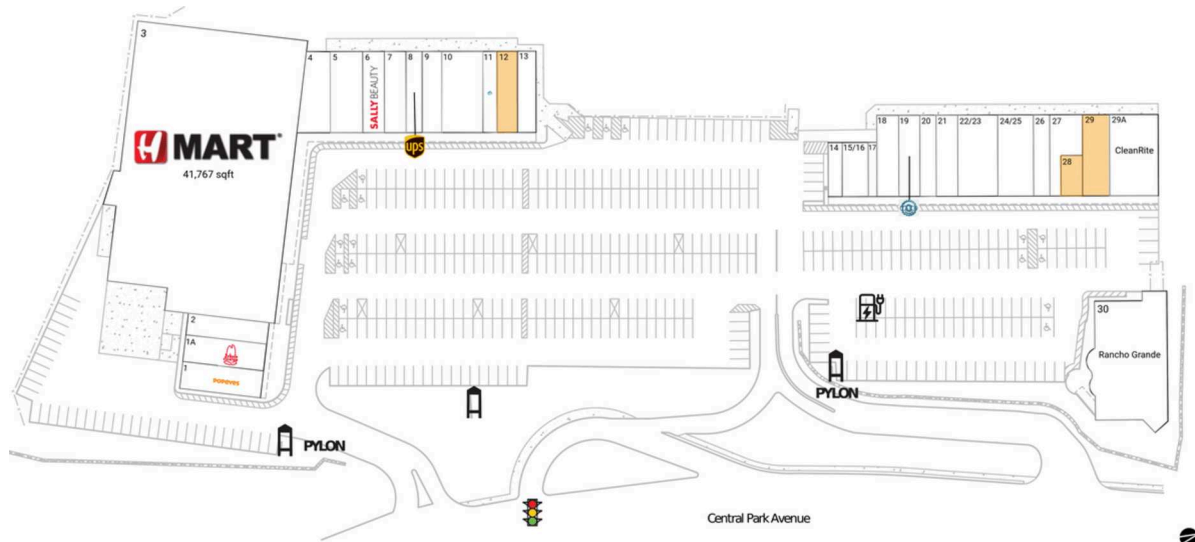 3
H MART
41,767 sqft
4
5
6
SALLY BEAUTY
7
8
9
10
11
12
13
ups
14
15/16
17
18
19
20
21
22/23
24/25
26
27
28
29
29A
CleanRite
2
1A
1
POPEYES
30
Rancho Grande
PYLON
PYLON
Central Park Avenue